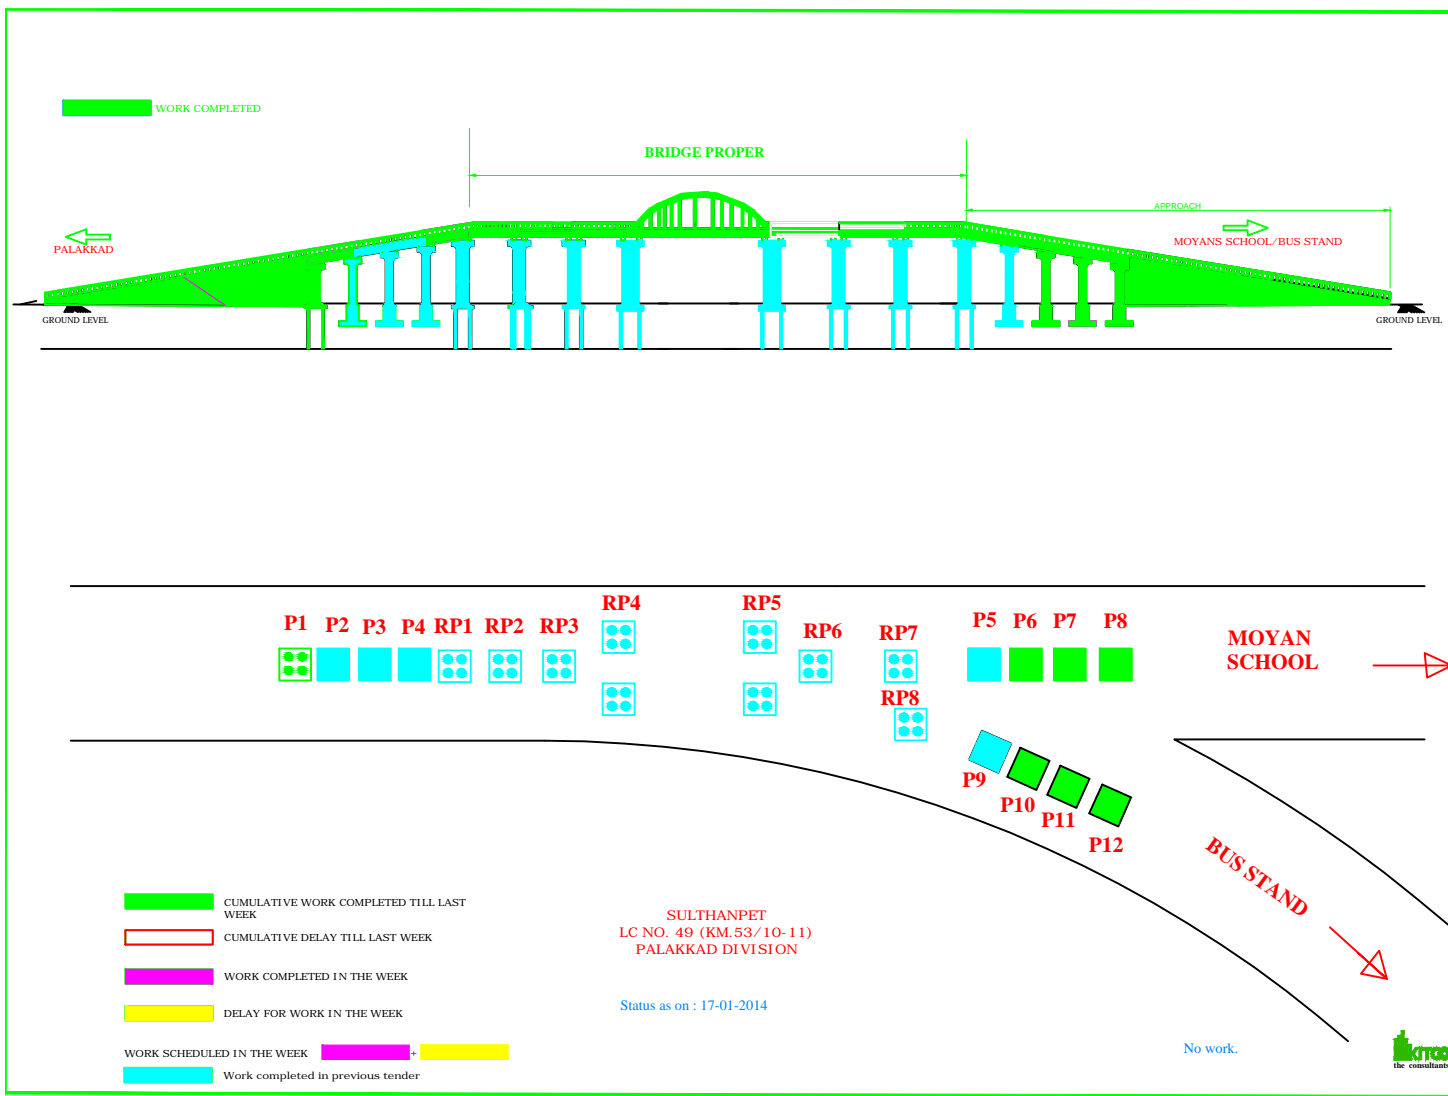 WORK COMPLETED
BRIDGE PROPER
APPROACH
PALAKKAD
MOYANS SCHOOL/BUS STAND
GROUND LEVEL
GROUND LEVEL
P1
P2
P3
P4
RP1
RP2
RP3
RP4
RP5
RP6
RP7
RP8
P5
P6
P7
P8
MOYAN
SCHOOL
P9
P10
P11
P12
BUS STAND
CUMULATIVE WORK COMPLETED TILL LAST
WEEK
CUMULATIVE DELAY TILL LAST WEEK
WORK COMPLETED IN THE WEEK
DELAY FOR WORK IN THE WEEK
WORK SCHEDULED IN THE WEEK +
Work completed in previous tender
SULTHANPET
LC NO. 49 (KM.53/10-11)
PALAKKAD DIVISION
Status as on : 17-01-2014
No work.
KITCO
the consultants